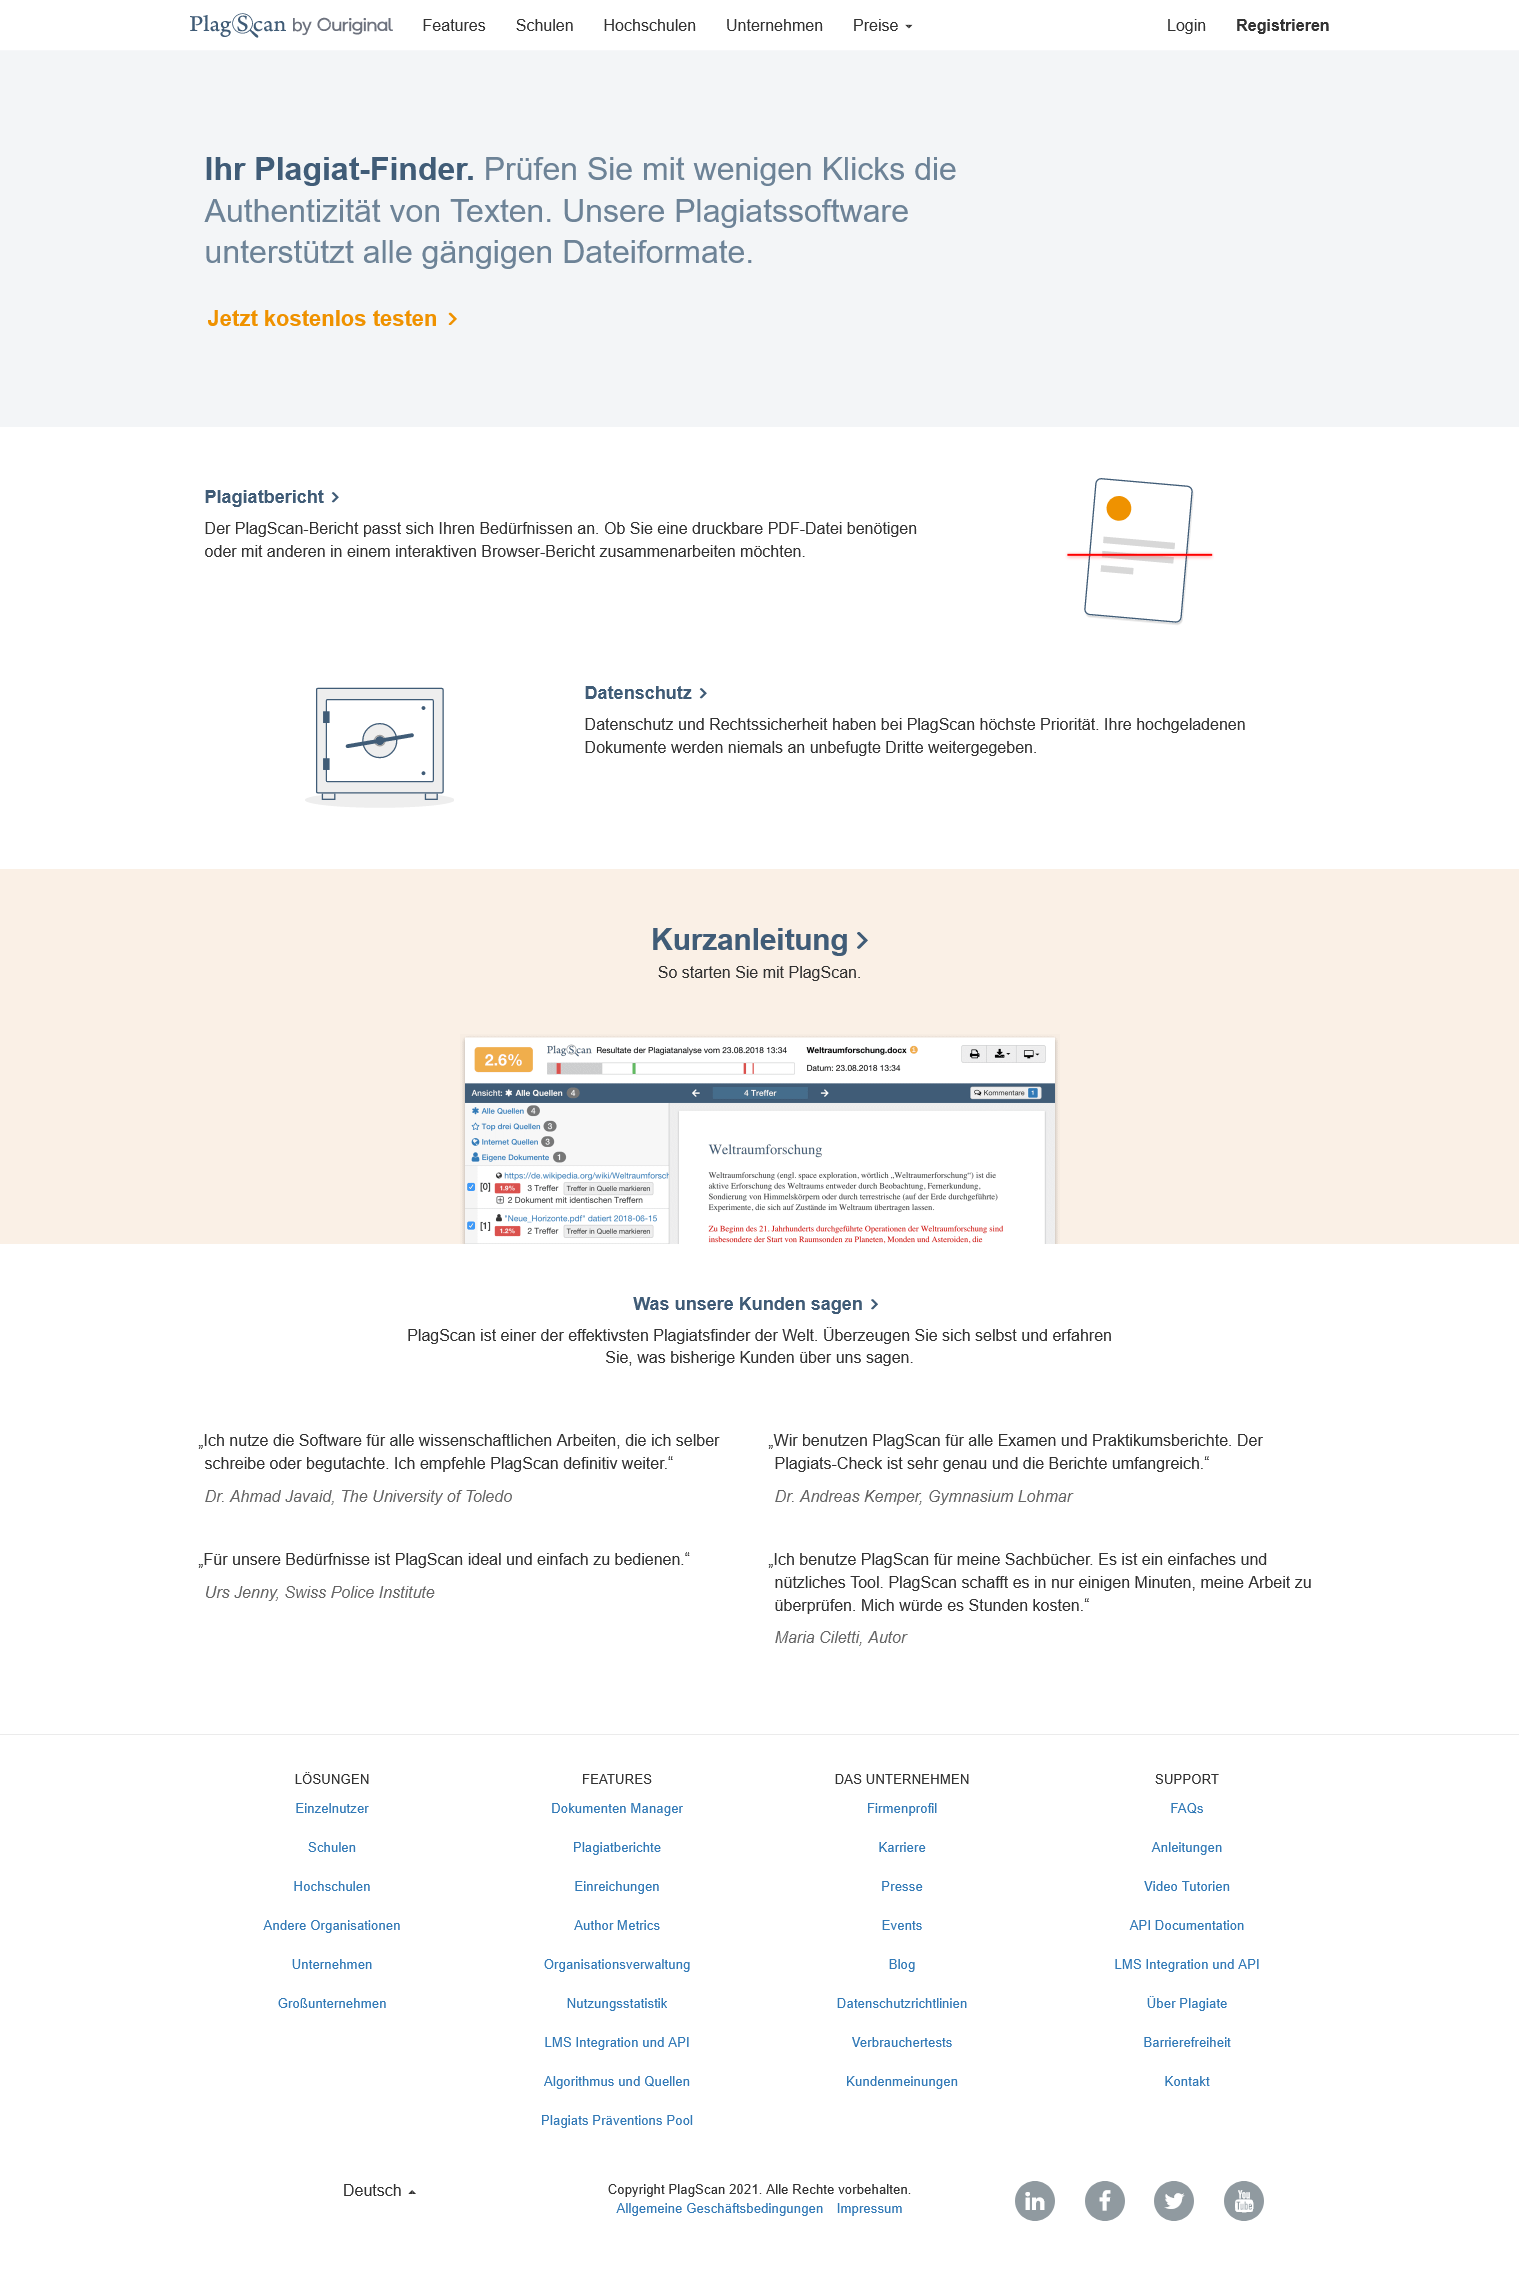 PlagScan by Ouriginal Features Schulen Hochschulen Unternehmen Preise Login Registrieren
Ihr Plagiat-Finder. Prüfen Sie mit wenigen Klicks die
Authentizität von Texten. Unsere Plagiatssoftware
unterstützt alle gängigen Dateiformate.
Jetzt kostenlos testen
Plagiatbericht
Der PlagScan-Bericht passt sich Ihren Bedürfnissen an. Ob Sie eine druckbare PDF-Datei benötigen
oder mit anderen in einem interaktiven Browser-Bericht zusammenarbeiten möchten.
Datenschutz
Datenschutz und Rechtssicherheit haben bei PlagScan höchste Priorität. Ihre hochgeladenen
Dokumente werden niemals an unbefugte Dritte weitergegeben.
Kurzanleitung
So starten Sie mit PlagScan.
2.6%
PlagScan Resultate der Plagiatanalyse vom 23.08.2018 13:34
Weltraumforschung.docx
Datum: 23.08.2018 13:34
Ansicht: ✱ Alle Quellen 4
4 Treffer
Kommentare 1
Alle Quellen 4
Top drei Quellen 3
Internet Quellen 3
Eigene Dokumente 1
https://de.wikipedia.org/wiki/Weltraumforsch
[0] 1.9% 3 Treffer Treffer in Quelle markieren
2 Dokument mit identischen Treffern
"Neue_Horizonte.pdf" datiert 2018-06-15
[1] 1.2% 2 Treffer Treffer in Quelle markieren
Weltraumforschung
Weltraumforschung (engl. space exploration, wörtlich „Weltraumerforschung“) ist die
aktive Erforschung des Weltraums entweder durch Beobachtung, Fernerkundung,
Sondierung von Himmelskörpern oder durch terrestrische (auf der Erde durchgeführte)
Experimente, die sich auf Zustände im Weltraum übertragen lassen.
Zu Beginn des 21. Jahrhunderts durchgeführte Operationen der Weltraumforschung sind
insbesondere der Start von Raumsonden zu Planeten, Monden und Asteroiden, die
Was unsere Kunden sagen
PlagScan ist einer der effektivsten Plagiatsfinder der Welt. Überzeugen Sie sich selbst und erfahren
Sie, was bisherige Kunden über uns sagen.
„Ich nutze die Software für alle wissenschaftlichen Arbeiten, die ich selber
schreibe oder begutachte. Ich empfehle PlagScan definitiv weiter.“
Dr. Ahmad Javaid, The University of Toledo
„Wir benutzen PlagScan für alle Examen und Praktikumsberichte. Der
Plagiats-Check ist sehr genau und die Berichte umfangreich.“
Dr. Andreas Kemper, Gymnasium Lohmar
„Für unsere Bedürfnisse ist PlagScan ideal und einfach zu bedienen.“
Urs Jenny, Swiss Police Institute
„Ich benutze PlagScan für meine Sachbücher. Es ist ein einfaches und
nützliches Tool. PlagScan schafft es in nur einigen Minuten, meine Arbeit zu
überprüfen. Mich würde es Stunden kosten.“
Maria Ciletti, Autor
LÖSUNGEN
Einzelnutzer
Schulen
Hochschulen
Andere Organisationen
Unternehmen
Großunternehmen
FEATURES
Dokumenten Manager
Plagiatberichte
Einreichungen
Author Metrics
Organisationsverwaltung
Nutzungsstatistik
LMS Integration und API
Algorithmus und Quellen
Plagiats Präventions Pool
DAS UNTERNEHMEN
Firmenprofil
Karriere
Presse
Events
Blog
Datenschutzrichtlinien
Verbrauchertests
Kundenmeinungen
SUPPORT
FAQs
Anleitungen
Video Tutorien
API Documentation
LMS Integration und API
Über Plagiate
Barrierefreiheit
Kontakt
Deutsch
Copyright PlagScan 2021. Alle Rechte vorbehalten.
Allgemeine Geschäftsbedingungen Impressum
in f You Tube